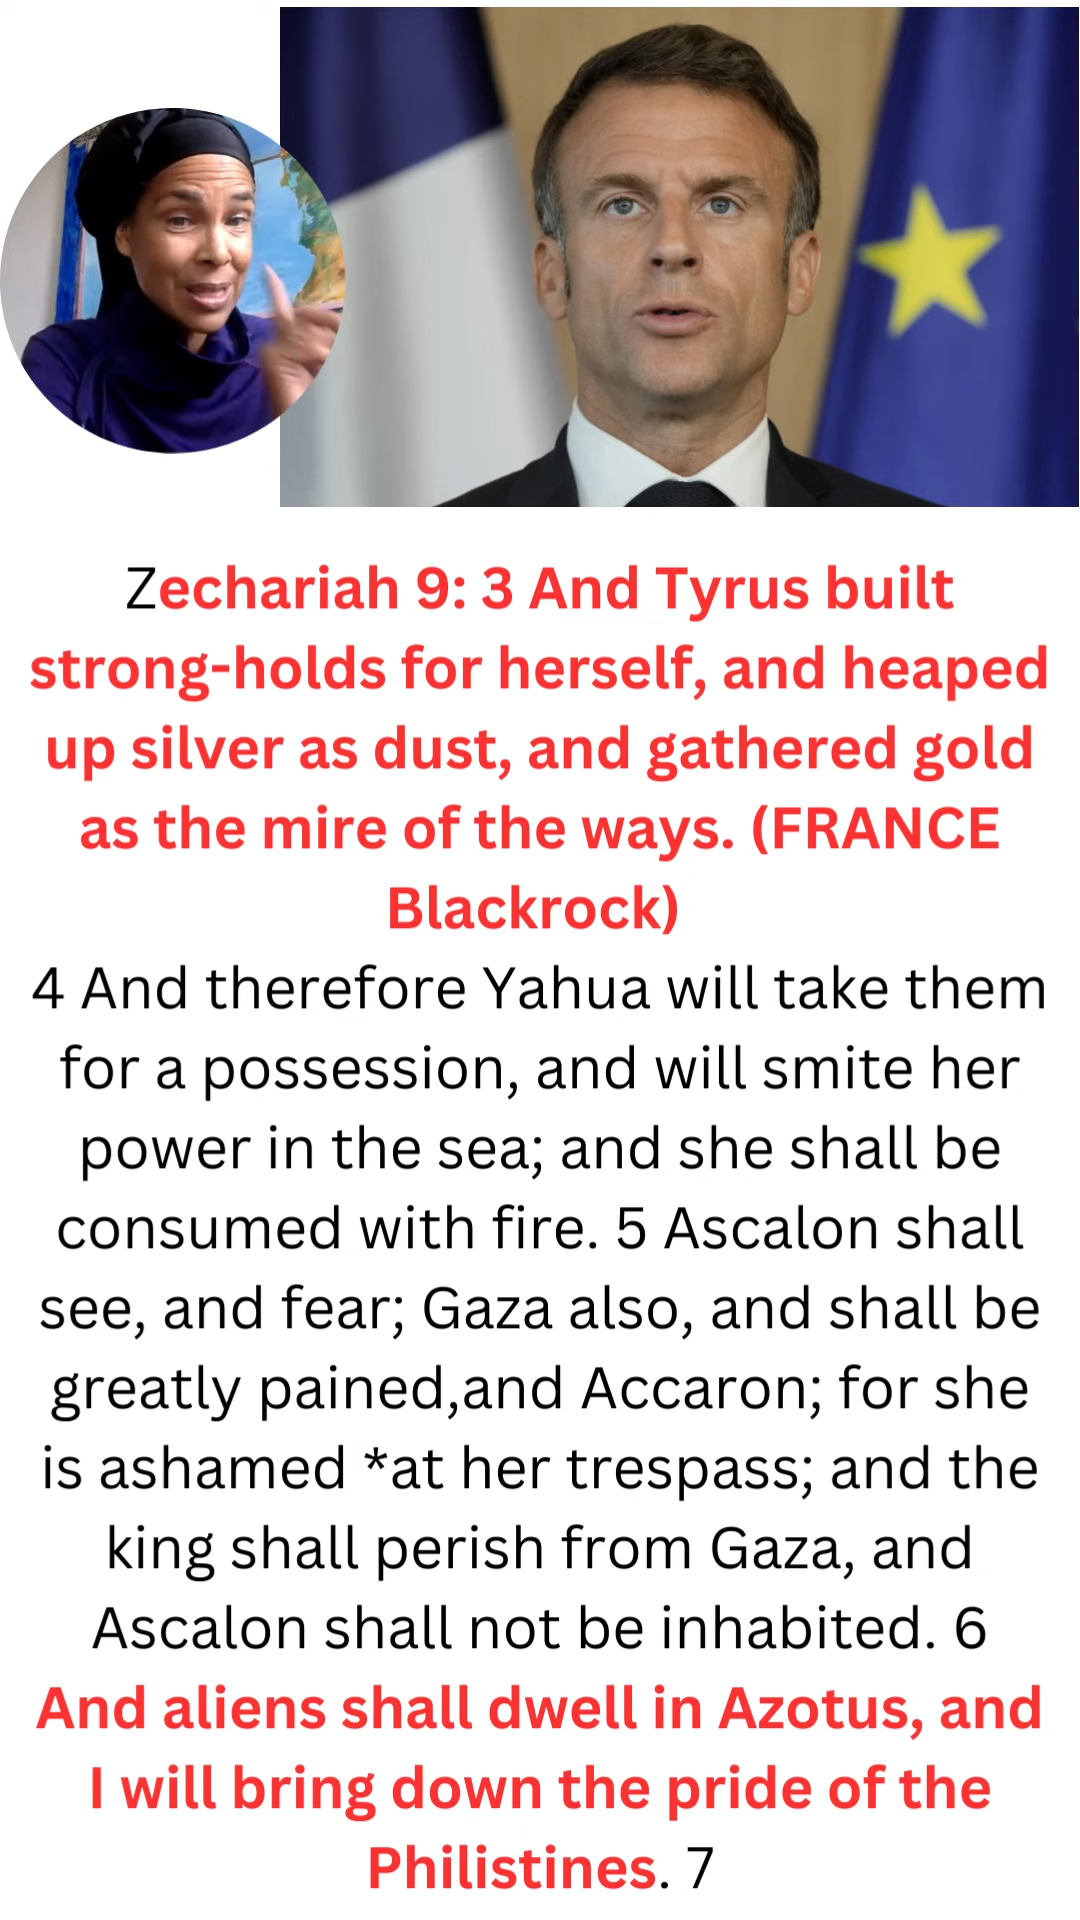 Zechariah 9: 3 And Tyrus built
strong-holds for herself, and heaped
up silver as dust, and gathered gold
as the mire of the ways. (FRANCE
Blackrock)
4 And therefore Yahua will take them
for a possession, and will smite her
power in the sea; and she shall be
consumed with fire. 5 Ascalon shall
see, and fear; Gaza also, and shall be
greatly pained,and Accaron; for she
is ashamed *at her trespass; and the
king shall perish from Gaza, and
Ascalon shall not be inhabited. 6
And aliens shall dwell in Azotus, and
I will bring down the pride of the
Philistines. 7